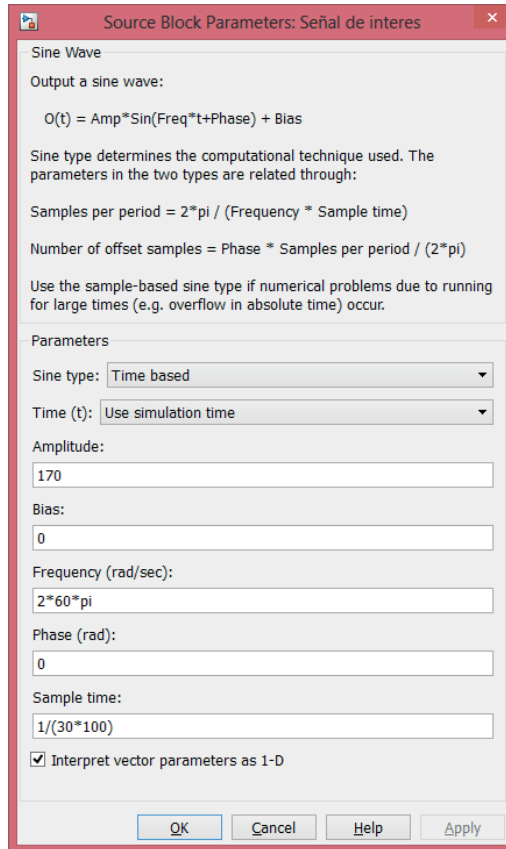 Source Block Parameters: Señal de interes
Sine Wave
Output a sine wave:
O(t) = Amp*Sin(Freq*t+Phase) + Bias
Sine type determines the computational technique used. The
parameters in the two types are related through:
Samples per period = 2*pi / (Frequency * Sample time)
Number of offset samples = Phase * Samples per period / (2*pi)
Use the sample-based sine type if numerical problems due to running
for large times (e.g. overflow in absolute time) occur.
Parameters
Sine type: Time based
Time (t): Use simulation time
Amplitude:
170
Bias:
0
Frequency (rad/sec):
2*60*pi
Phase (rad):
0
Sample time:
1/(30*100)
Interpret vector parameters as 1-D
OK Cancel Help Apply